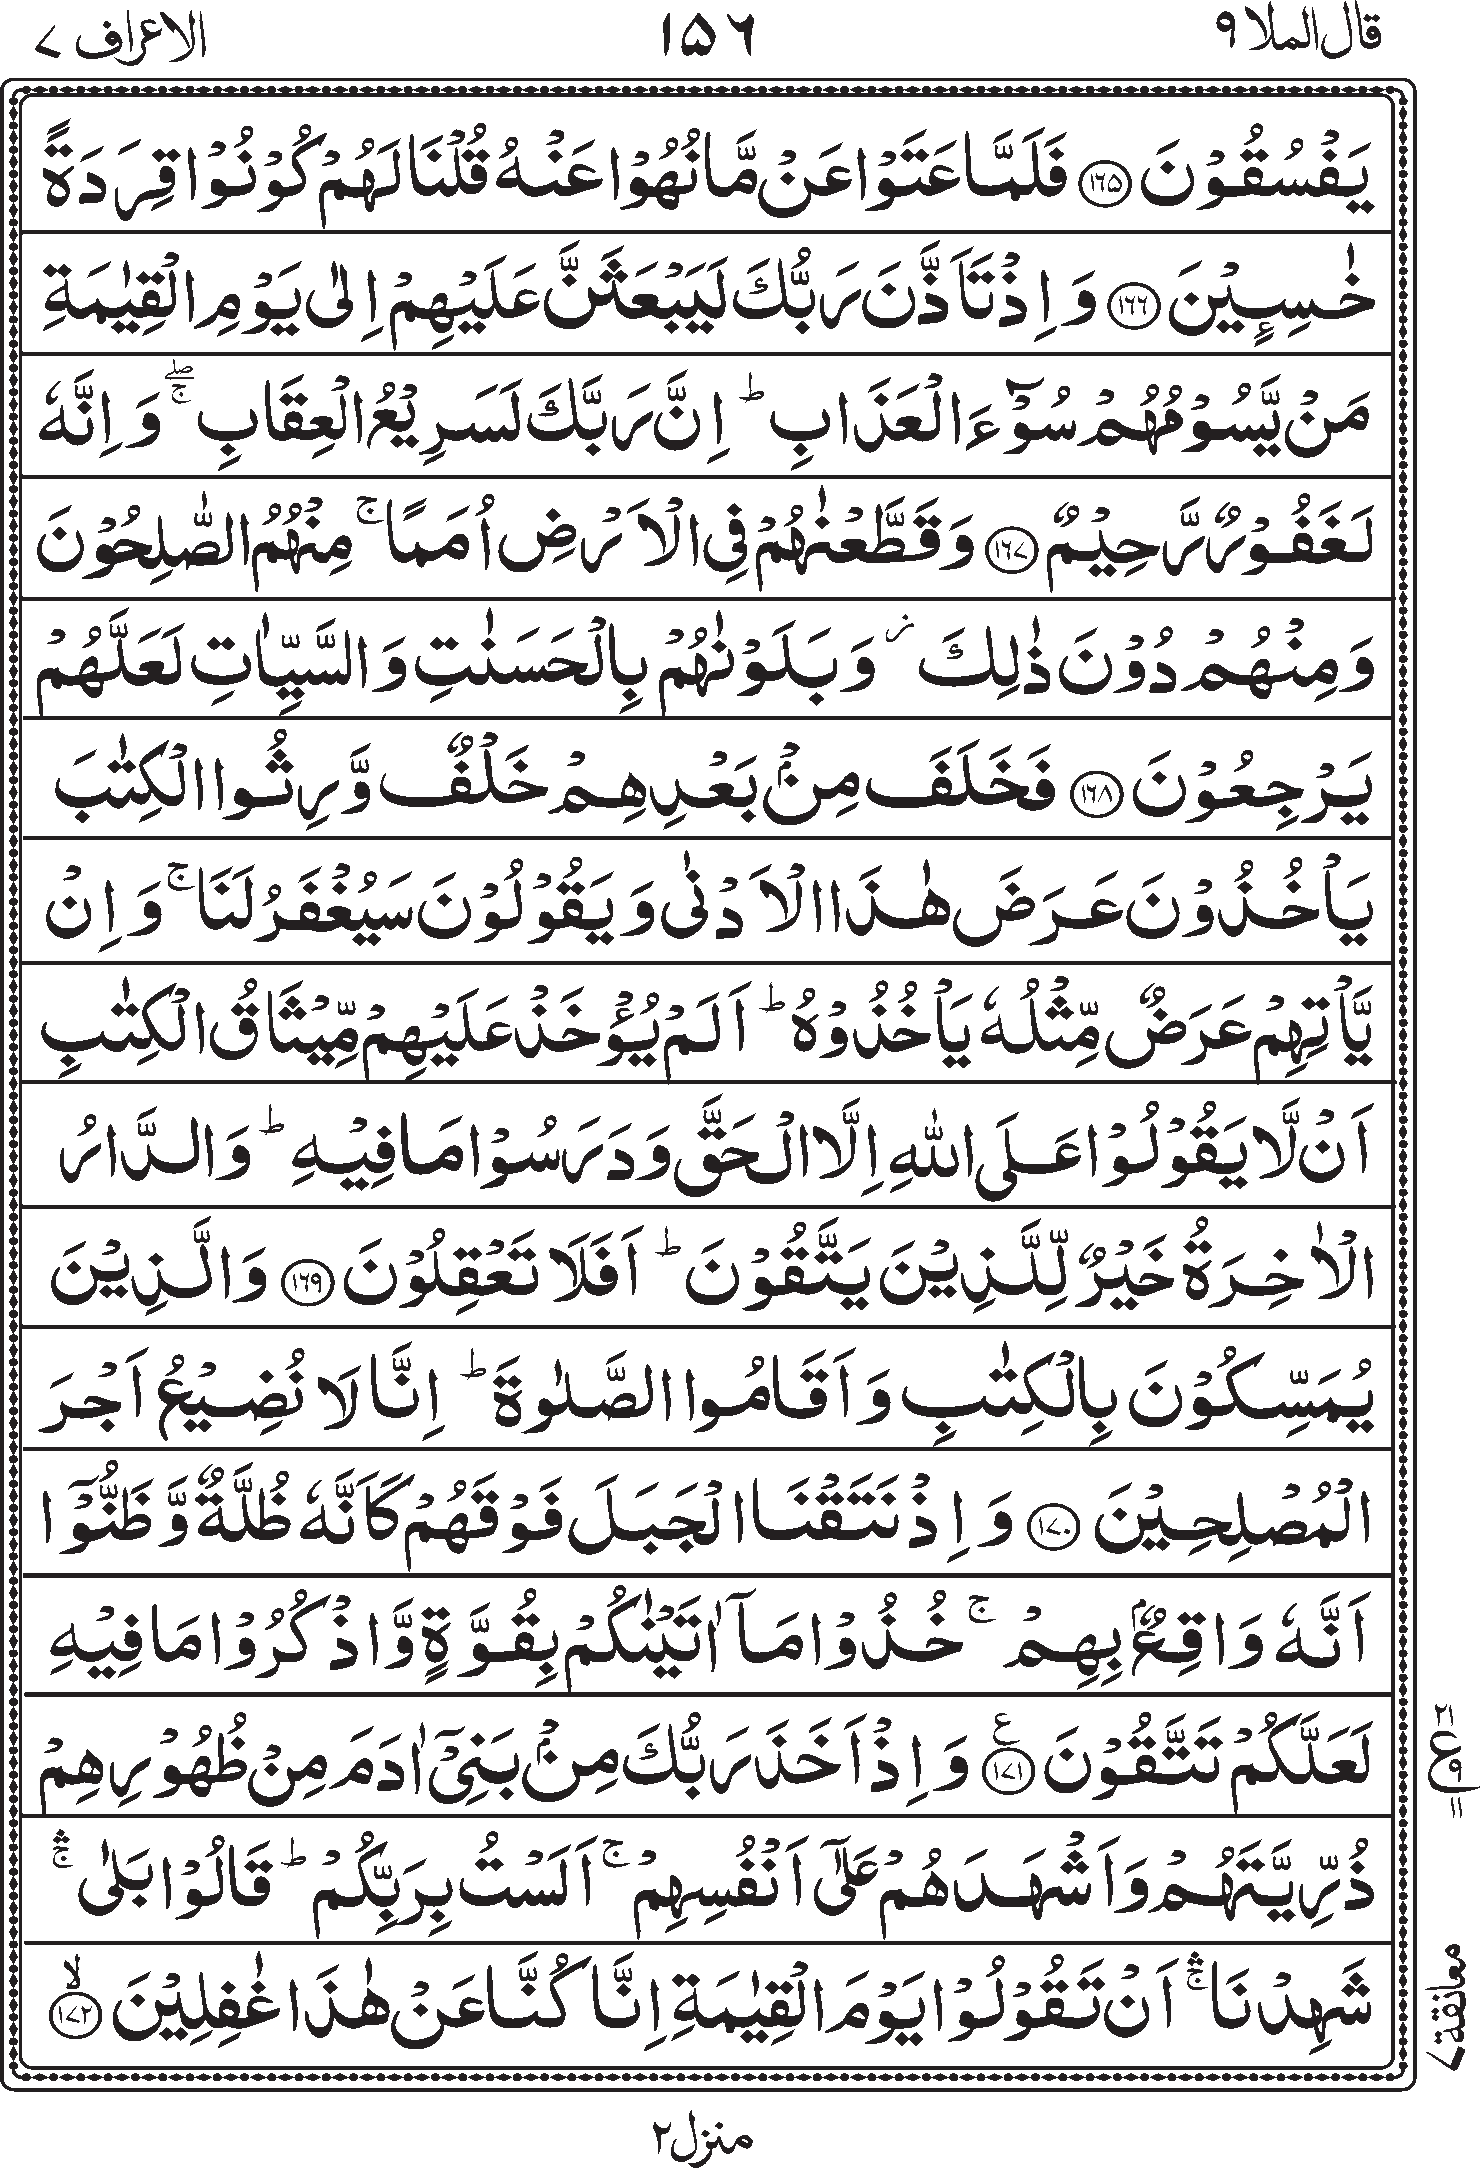 قال الملا ٩
١٥٦
الاعراف ٧
يَفۡسُقُوۡنَ ﴿۱۶۵﴾ فَلَمَّا عَتَوۡا عَنۡ مَّا نُهُوۡا عَنۡهُ قُلۡنَا لَهُمۡ كُوۡنُوۡا قِرَدَةً
خٰسِـِٕيۡنَ ﴿۱۶۶﴾ وَ اِذۡ تَاَذَّنَ رَبُّكَ لَيَبۡعَثَنَّ عَلَيۡهِمۡ اِلٰى يَوۡمِ الۡقِيٰمَةِ
مَنۡ يَّسُوۡمُهُمۡ سُوۡٓءَ الۡعَذَابِ ؕ اِنَّ رَبَّكَ لَسَرِيۡعُ الۡعِقَابِ ۖۚ وَ اِنَّهٗ
لَغَفُوۡرٌ رَّحِيۡمٌ ﴿۱۶۷﴾ وَ قَطَّعۡنٰهُمۡ فِى الۡاَرۡضِ اُمَمًا ۚ مِنۡهُمُ الصّٰلِحُوۡنَ
وَ مِنۡهُمۡ دُوۡنَ ذٰلِكَ ز وَ بَلَوۡنٰهُمۡ بِالۡحَسَنٰتِ وَ السَّيِّاٰتِ لَعَلَّهُمۡ
يَرۡجِعُوۡنَ ﴿۱۶۸﴾ فَخَلَفَ مِنۡۢ بَعۡدِهِمۡ خَلۡفٌ وَّرِثُوا الۡكِتٰبَ
يَاۡخُذُوۡنَ عَرَضَ هٰذَا الۡاَدۡنٰى وَ يَقُوۡلُوۡنَ سَيُغۡفَرُ لَنَا ۚ وَ اِنۡ
يَّاۡتِهِمۡ عَرَضٌ مِّثۡلُهٗ يَاۡخُذُوۡهُ ؕ اَلَمۡ يُؤۡخَذۡ عَلَيۡهِمۡ مِّيۡثَاقُ الۡكِتٰبِ
اَنۡ لَّا يَقُوۡلُوۡا عَلَى اللّٰهِ اِلَّا الۡحَقَّ وَ دَرَسُوۡا مَا فِيۡهِ ؕ وَ الدَّارُ
الۡاٰخِرَةُ خَيۡرٌ لِّلَّذِيۡنَ يَتَّقُوۡنَ ؕ اَفَلَا تَعۡقِلُوۡنَ ﴿۱۶۹﴾ وَ الَّذِيۡنَ
يُمَسِّكُوۡنَ بِالۡكِتٰبِ وَ اَقَامُوا الصَّلٰوةَ ؕ اِنَّا لَا نُضِيۡعُ اَجۡرَ
الۡمُصۡلِحِيۡنَ ﴿۱۷۰﴾ وَ اِذۡ نَتَقۡنَا الۡجَبَلَ فَوۡقَهُمۡ كَاَنَّهٗ ظُلَّةٌ وَّ ظَنُّوۡۤا
اَنَّهٗ وَاقِعٌۢ بِهِمۡ ۚ خُذُوۡا مَاۤ اٰتَيۡنٰكُمۡ بِقُوَّةٍ وَّ اذۡكُرُوۡا مَا فِيۡهِ
لَعَلَّكُمۡ تَتَّقُوۡنَ ﴿۱۷۱﴾ ع وَ اِذۡ اَخَذَ رَبُّكَ مِنۡۢ بَنِىۡۤ اٰدَمَ مِنۡ ظُهُوۡرِهِمۡ
ذُرِّيَّتَهُمۡ وَ اَشۡهَدَهُمۡ عَلٰٓى اَنۡفُسِهِمۡ ۚ اَلَسۡتُ بِرَبِّكُمۡ ؕ قَالُوۡا بَلٰى ۛۚ
شَهِدۡنَا ۛۚ اَنۡ تَقُوۡلُوۡا يَوۡمَ الۡقِيٰمَةِ اِنَّا كُنَّا عَنۡ هٰذَا غٰفِلِيۡنَ ۙ﴿۱۷۲﴾
٢١
ع ٩
١١
معانقة ٧
منزل ٢